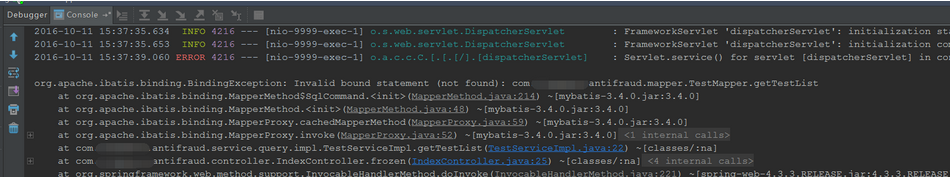 Debugger Console
2016-10-11 15:37:35.634 INFO 4216 --- [nio-9999-exec-1] o.s.web.servlet.DispatcherServlet : FrameworkServlet 'dispatcherServlet': initialization sta
2016-10-11 15:37:35.653 INFO 4216 --- [nio-9999-exec-1] o.s.web.servlet.DispatcherServlet : FrameworkServlet 'dispatcherServlet': initialization com
2016-10-11 15:37:39.060 ERROR 4216 --- [nio-9999-exec-1] o.a.c.c.C.[.[.[/].[dispatcherServlet] : Servlet.service() for servlet [dispatcherServlet] in co
org.apache.ibatis.binding.BindingException: Invalid bound statement (not found): com antifraud.mapper.TestMapper.getTestList
at org.apache.ibatis.binding.MapperMethod$SqlCommand.<init>(MapperMethod.java:214) ~[mybatis-3.4.0.jar:3.4.0]
at org.apache.ibatis.binding.MapperMethod.<init>(MapperMethod.java:48) ~[mybatis-3.4.0.jar:3.4.0]
at org.apache.ibatis.binding.MapperProxy.cachedMapperMethod(MapperProxy.java:59) ~[mybatis-3.4.0.jar:3.4.0]
at org.apache.ibatis.binding.MapperProxy.invoke(MapperProxy.java:52) ~[mybatis-3.4.0.jar:3.4.0] <1 internal calls>
at com antifraud.service.query.impl.TestServiceImpl.getTestList(TestServiceImpl.java:22) ~[classes/:na]
at com antifraud.controller.IndexController.frozen(IndexController.java:25) ~[classes/:na] <4 internal calls>
at org.springframework.web.method.support.InvocableHandlerMethod.doInvoke(InvocableHandlerMethod.java:221) ~[spring-web-4.3.3.RELEASE.jar:4.3.3.RELEASE